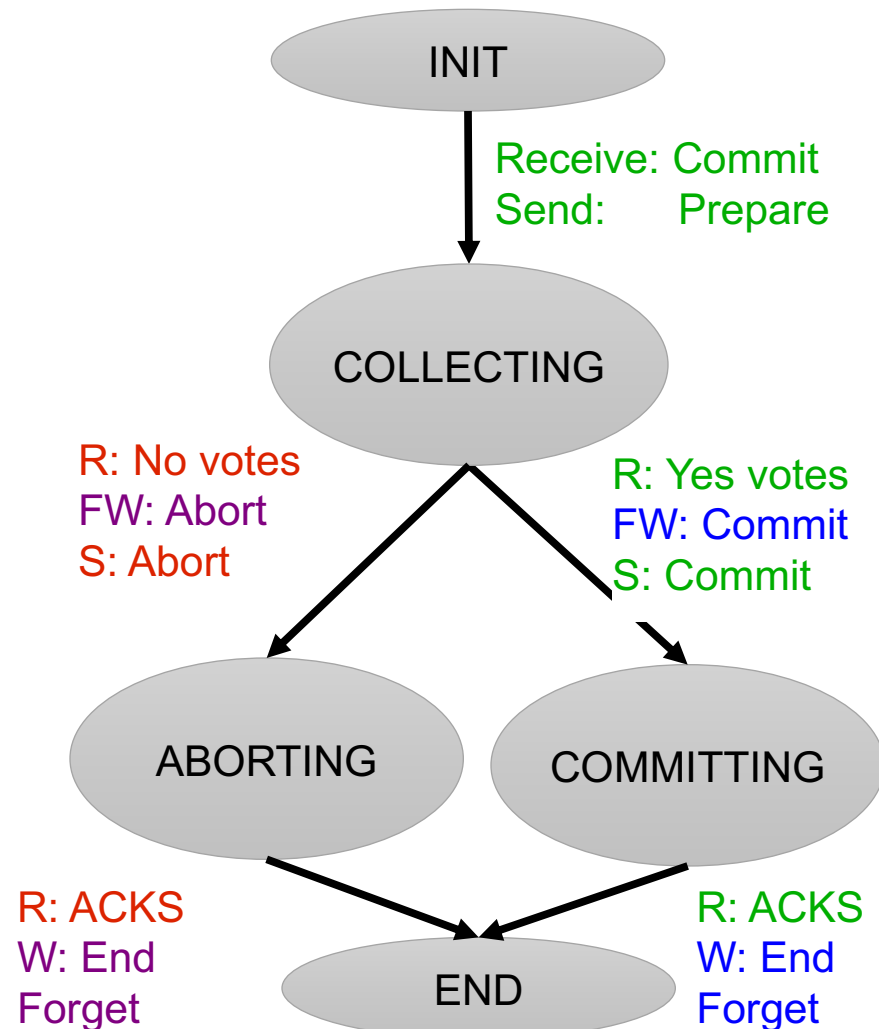 INIT
Receive: Commit
Send: Prepare
COLLECTING
R: No votes
FW: Abort
S: Abort
R: Yes votes
FW: Commit
S: Commit
ABORTING
COMMITTING
R: ACKS
W: End
Forget
R: ACKS
W: End
Forget
END